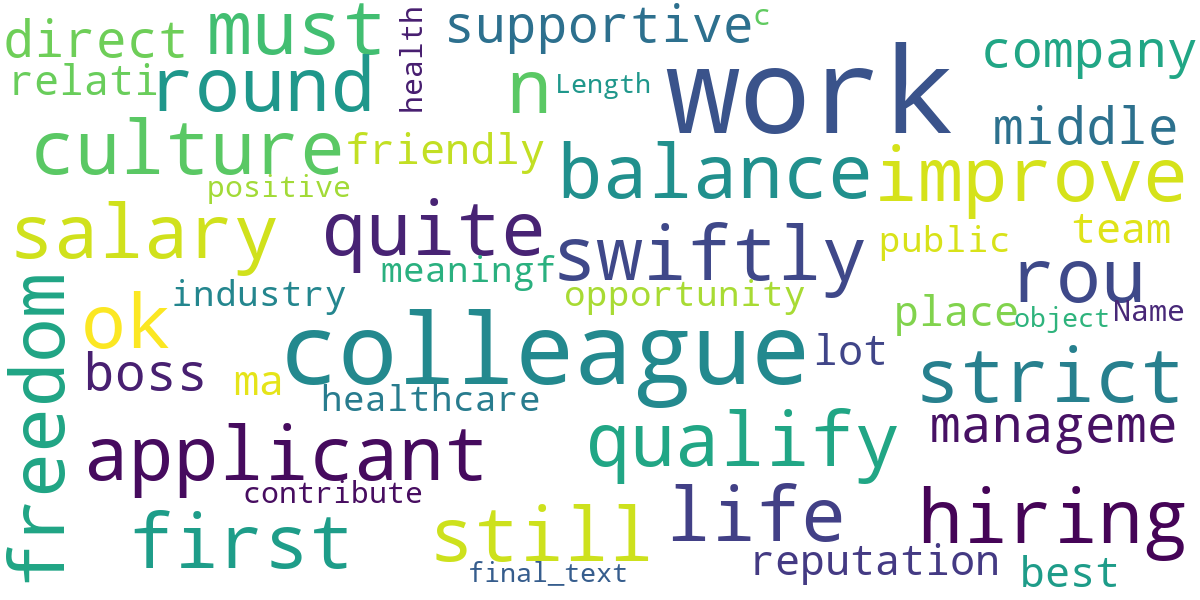 direct
must
health
supportive
c
company
relati
round
n
Length
work
middle
culture
friendly
balance
improve
positive
salary
quite
swiftly
public
team
meaningf
rou
freedom
industry
opportunity
place
object
Name
ok
colleague
lot
boss
ma
healthcare
strict
applicant
qualify
manageme
contribute
first
still
life
hiring
reputation
final_text
best